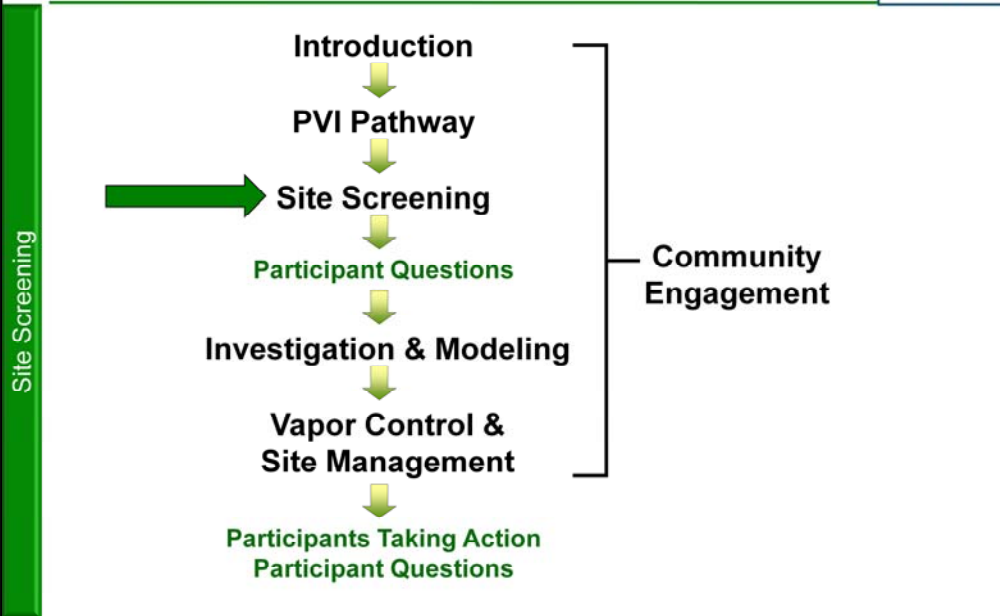 Site Screening
Introduction
PVI Pathway
Site Screening
Participant Questions
Investigation & Modeling
Vapor Control &
Site Management
Participants Taking Action
Participant Questions
Community
Engagement